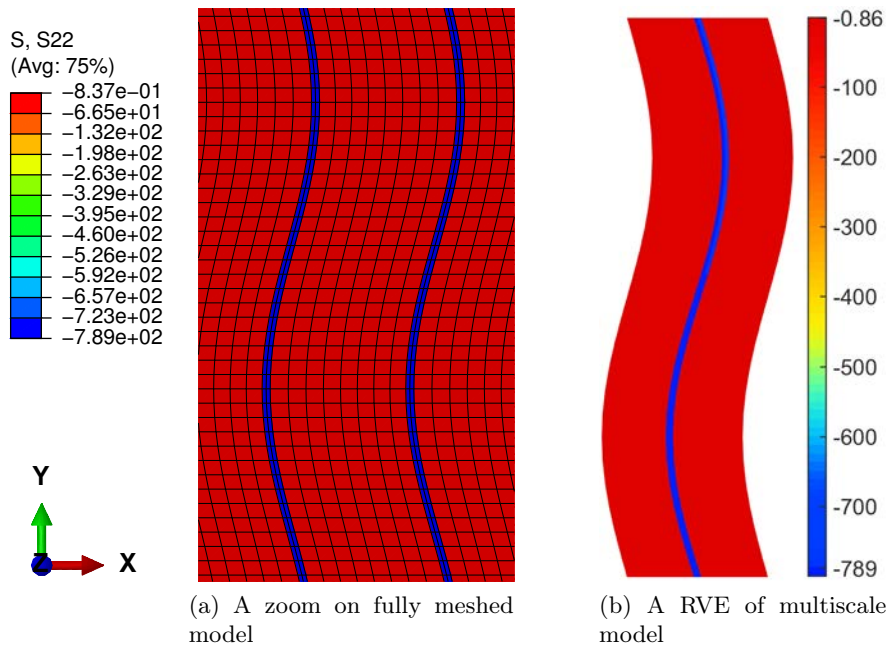 S, S22
(Avg: 75%)
−8.37e−01
−6.65e+01
−1.32e+02
−1.98e+02
−2.63e+02
−3.29e+02
−3.95e+02
−4.60e+02
−5.26e+02
−5.92e+02
−6.57e+02
−7.23e+02
−7.89e+02
Y
Z
X
-0.86
-100
-200
-300
-400
-500
-600
-700
-789
(a) A zoom on fully meshed
model
(b) A RVE of multiscale
model